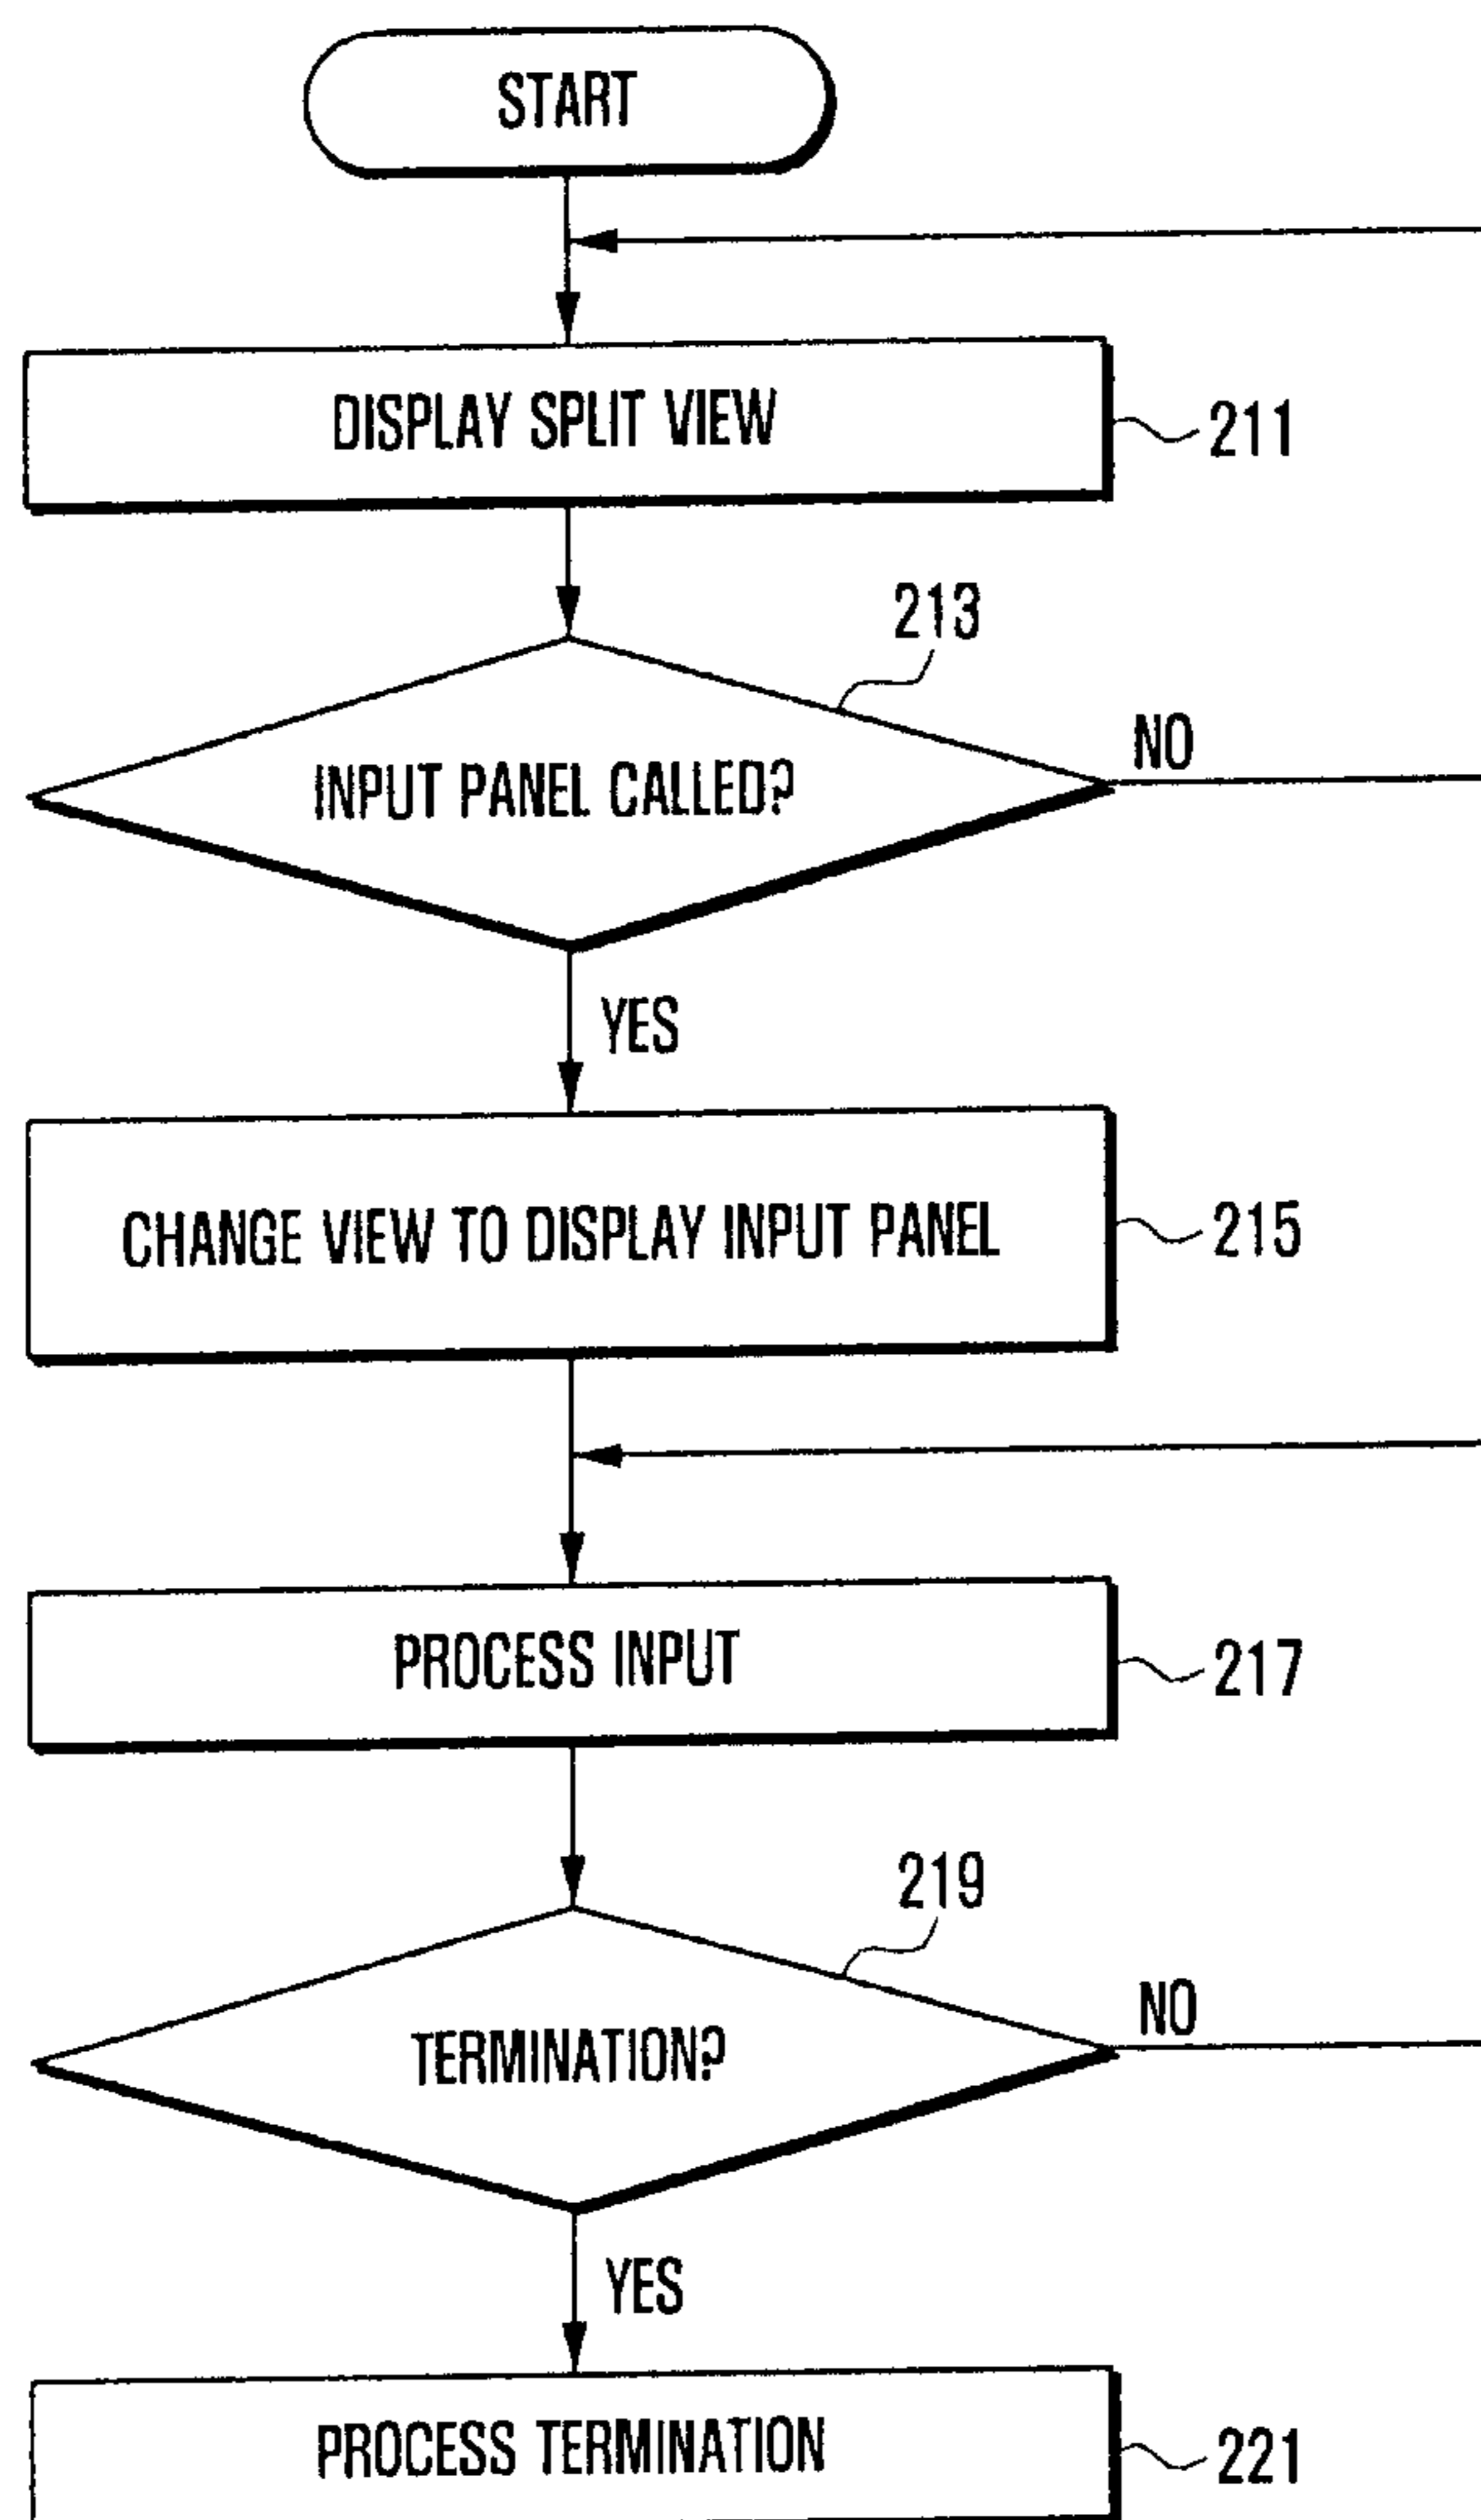 START
DISPLAY SPLIT VIEW
211
213
INPUT PANEL CALLED?
NO
YES
CHANGE VIEW TO DISPLAY INPUT PANEL
215
PROCESS INPUT
217
219
TERMINATION?
NO
YES
PROCESS TERMINATION
221